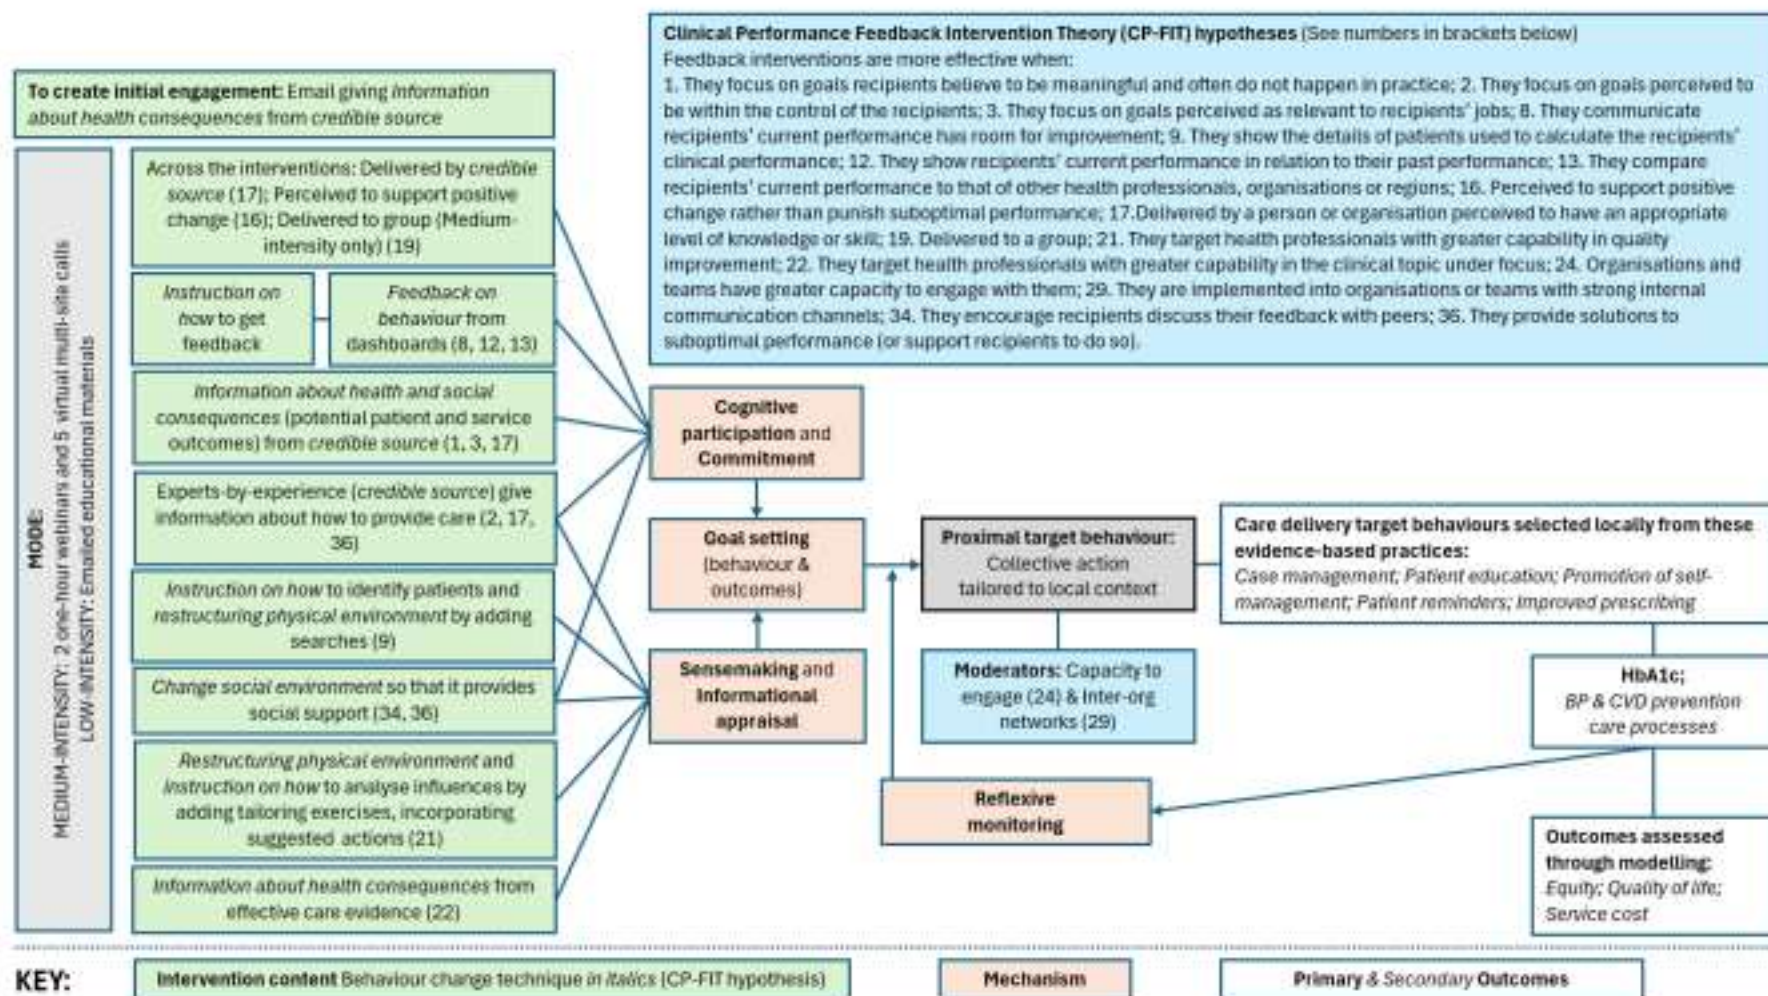 Clinical Performance Feedback Intervention Theory (CP-FIT) hypotheses (See numbers in brackets below)
Feedback interventions are more effective when:
1. They focus on goals recipients believe to be meaningful and often do not happen in practice; 2. They focus on goals perceived to
be within the control of the recipients; 3. They focus on goals perceived as relevant to recipients' jobs; 8. They communicate
recipients' current performance has room for improvement; 9. They show the details of patients used to calculate the recipients'
clinical performance; 12. They show recipients' current performance in relation to their past performance; 13. They compare
recipients' current performance to that of other health professionals, organisations or regions; 16. Perceived to support positive
change rather than punish suboptimal performance; 17.Delivered by a person or organisation perceived to have an appropriate
level of knowledge or skill; 19. Delivered to a group; 21. They target health professionals with greater capability in quality
improvement; 22. They target health professionals with greater capability in the clinical topic under focus; 24. Organisations and
teams have greater capacity to engage with them; 29. They are implemented into organisations or teams with strong internal
communication channels; 34. They encourage recipients discuss their feedback with peers; 36. They provide solutions to
suboptimal performance (or support recipients to do so).
To create initial engagement: Email giving Information
about health consequences from credible source
MODE:
MEDIUM-INTENSITY: 2 one-hour webinars and 5 virtual multi-site calls
LOW-INTENSITY: Emailed educational materials
Across the interventions: Delivered by credible
source (17); Perceived to support positive
change (16); Delivered to group (Medium-
intensity only) (19)
Instruction on
how to get
feedback
Feedback on
behaviour from
dashboards (8, 12, 13)
Information about health and social
consequences (potential patient and service
outcomes) from credible source (1, 3, 17)
Experts-by-experience (credible source) give
information about how to provide care (2, 17,
36)
Instruction on how to identify patients and
restructuring physical environment by adding
searches (9)
Change social environment so that it provides
social support (34, 36)
Restructuring physical environment and
instruction on how to analyse influences by
adding tailoring exercises, incorporating
suggested actions (21)
Information about health consequences from
effective care evidence (22)
Cognitive
participation and
Commitment
Goal setting
(behaviour &
outcomes)
Sensemaking and
Informational
appraisal
Proximal target behaviour:
Collective action
tailored to local context
Moderators: Capacity to
engage (24) & Inter-org
networks (29)
Reflexive
monitoring
Care delivery target behaviours selected locally from these
evidence-based practices:
Case management; Patient education; Promotion of self-
management; Patient reminders; Improved prescribing
HbA1c;
BP & CVD prevention
care processes
Outcomes assessed
through modelling:
Equity; Quality of life;
Service cost
KEY:
Intervention content Behaviour change technique in italics (CP-FIT hypothesis)
Mechanism
Primary & Secondary Outcomes